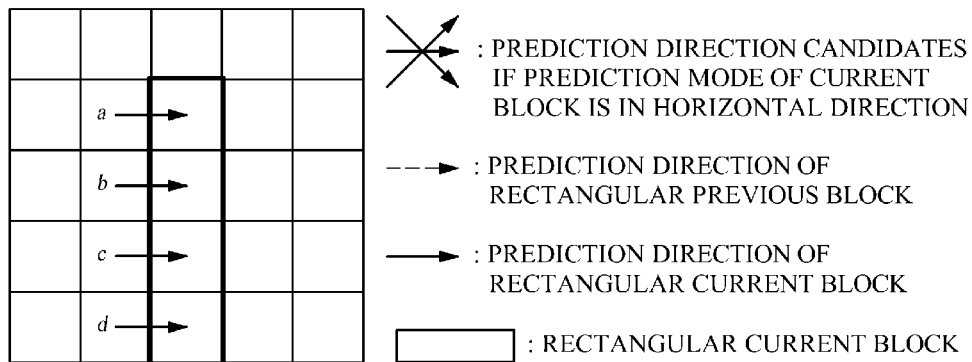 : PREDICTION DIRECTION CANDIDATES
IF PREDICTION MODE OF CURRENT
BLOCK IS IN HORIZONTAL DIRECTION
a
b
: PREDICTION DIRECTION OF
RECTANGULAR PREVIOUS BLOCK
c
: PREDICTION DIRECTION OF
RECTANGULAR CURRENT BLOCK
d
: RECTANGULAR CURRENT BLOCK